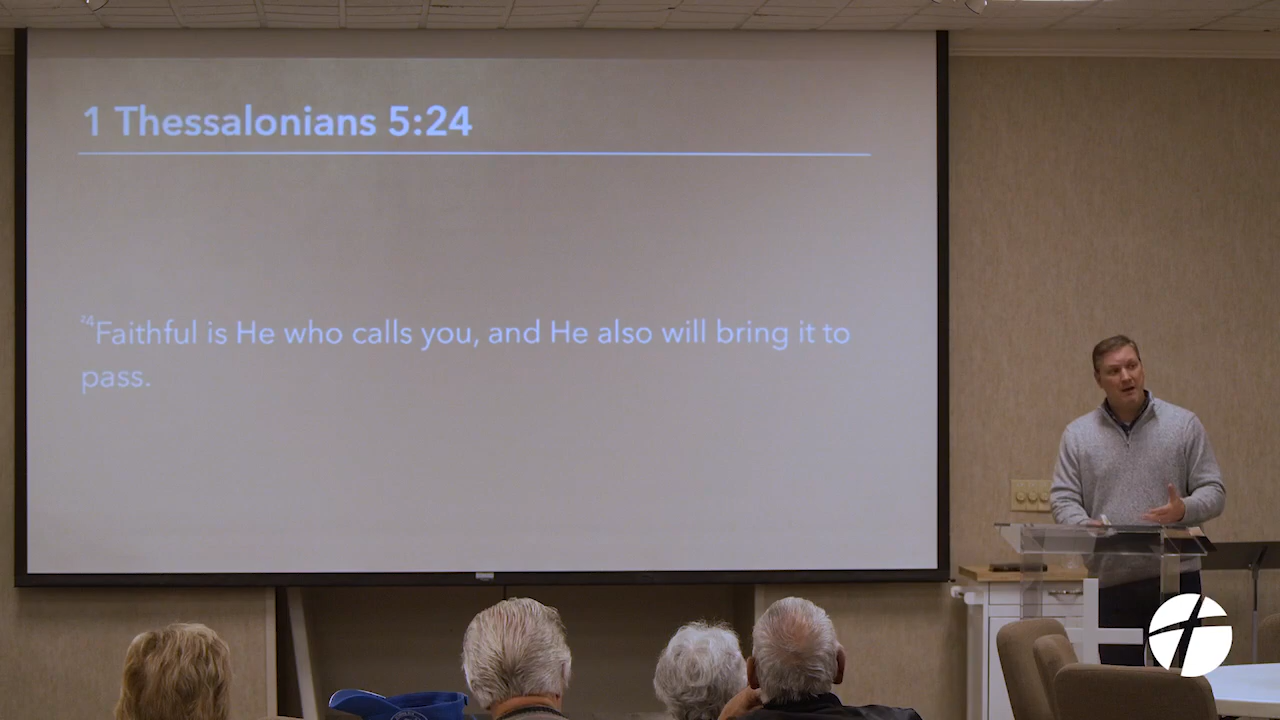 1 Thessalonians 5:24
24Faithful is He who calls you, and He also will bring it to
pass.